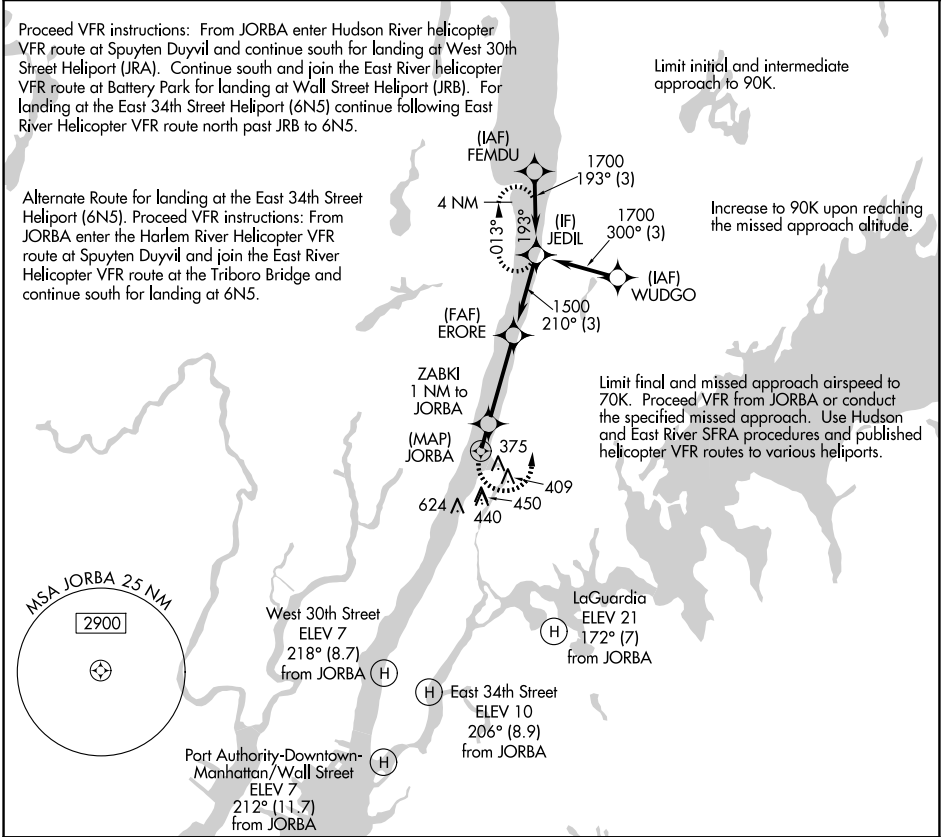 Proceed VFR instructions: From JORBA enter Hudson River helicopter
VFR route at Spuyten Duyvil and continue south for landing at West 30th
Street Heliport (JRA). Continue south and join the East River helicopter
VFR route at Battery Park for landing at Wall Street Heliport (JRB). For
landing at the East 34th Street Heliport (6N5) continue following East
River Helicopter VFR route north past JRB to 6N5.
Limit initial and intermediate
approach to 90K.
Alternate Route for landing at the East 34th Street
Heliport (6N5). Proceed VFR instructions: From
JORBA enter the Harlem River Helicopter VFR
route at Spuyten Duyvil and join the East River
Helicopter VFR route at the Triboro Bridge and
continue south for landing at 6N5.
(IAF)
FEMDU
1700
193° (3)
4 NM
013°
193°
(IF)
JEDIL
1700
300° (3)
Increase to 90K upon reaching
the missed approach altitude.
(IAF)
WUDGO
1500
210° (3)
(FAF)
ERORE
ZABKI
1 NM to
JORBA
(MAP)
JORBA
375
409
450
440
624
Limit final and missed approach airspeed to
70K. Proceed VFR from JORBA or conduct
the specified missed approach. Use Hudson
and East River SFRA procedures and published
helicopter VFR routes to various heliports.
MSA JORBA 25 NM
2900
West 30th Street
ELEV 7
218° (8.7)
from JORBA
H
LaGuardia
ELEV 21
172° (7)
from JORBA
H
H
East 34th Street
ELEV 10
206° (8.9)
from JORBA
Port Authority-Downtown-
Manhattan/Wall Street
ELEV 7
212° (11.7)
from JORBA
H